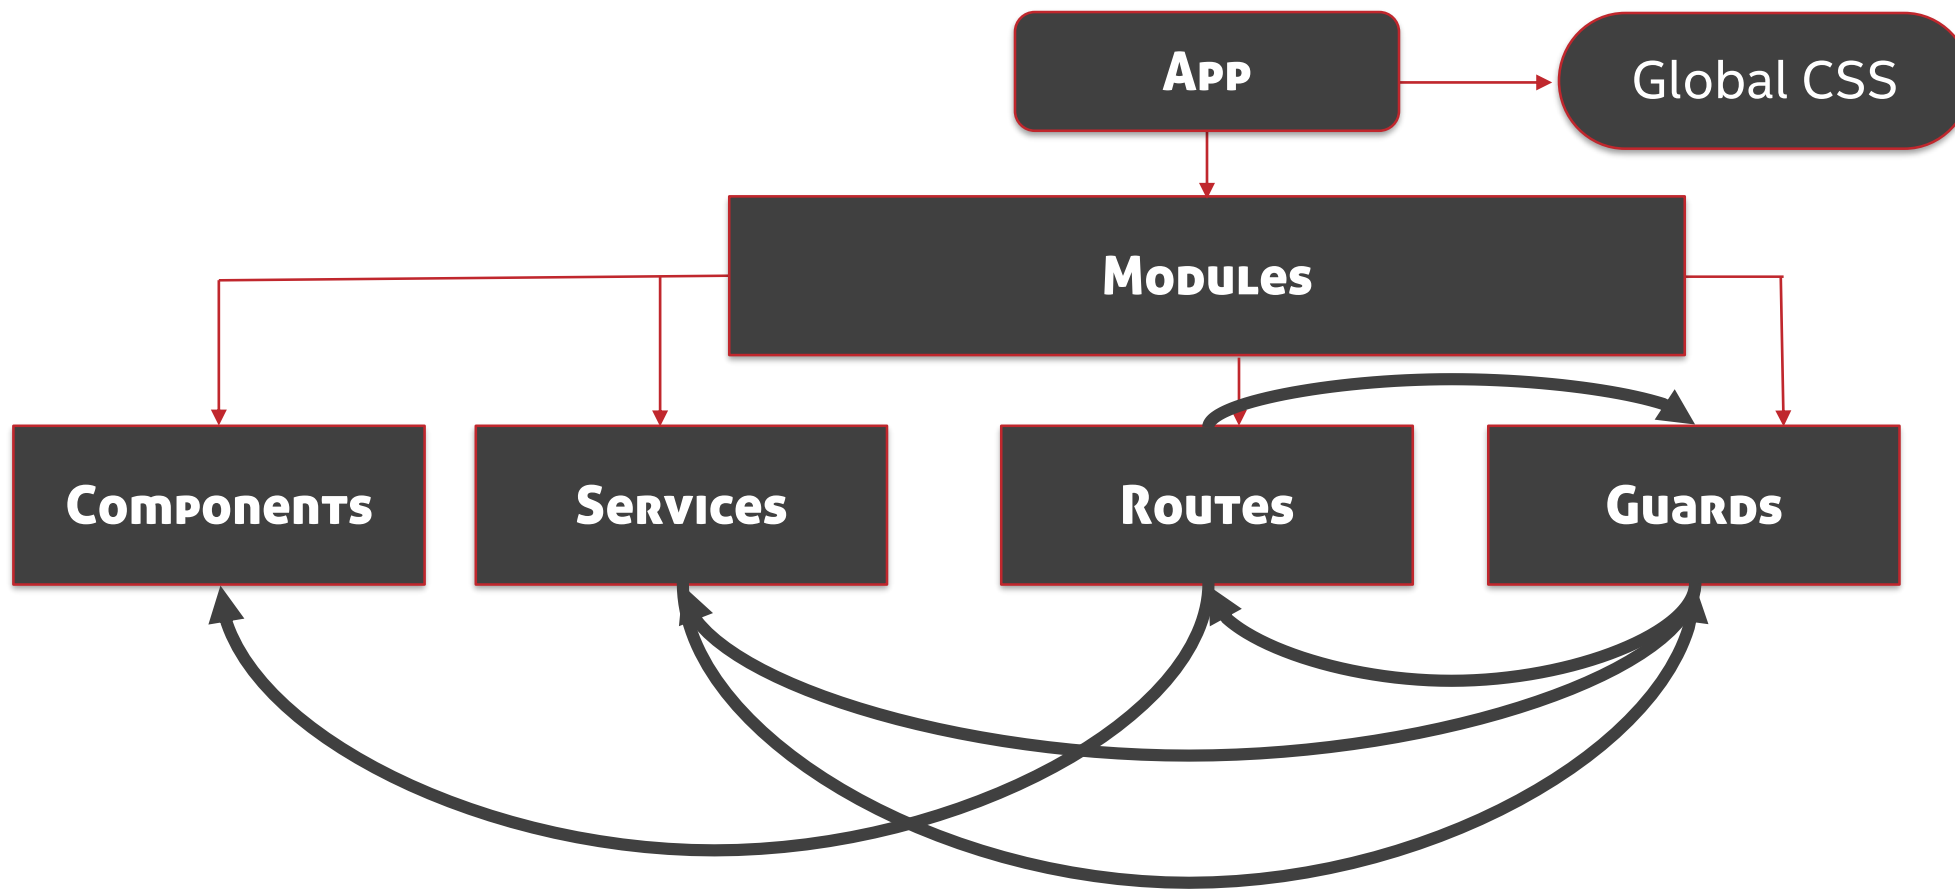 App
Global CSS
Modules
Components
Services
Routes
Guards